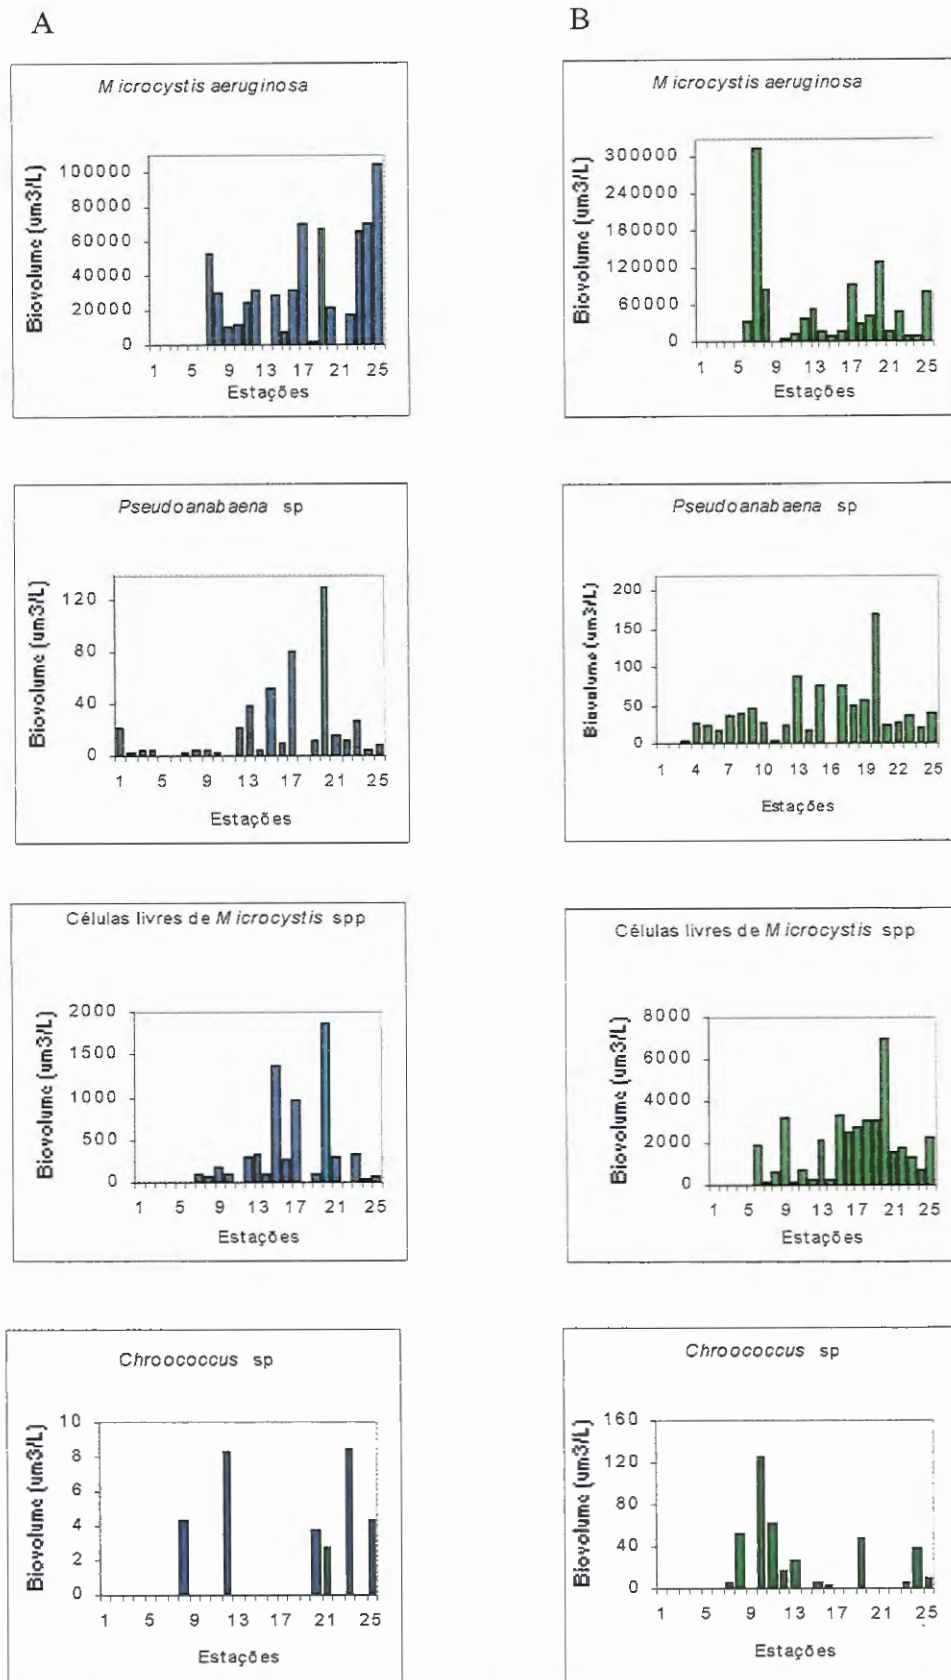 A
B
Microcystis aeruginosa
Biovolume (um3/L)
100000
80000
60000
40000
20000
0
1 5 9 13 17 21 25
Estações
Microcystis aeruginosa
Biovolume (um3/L)
300000
240000
180000
120000
60000
0
1 5 9 13 17 21 25
Estações
Pseudoanabaena sp
Biovolume (um3/L)
120
80
40
0
1 5 9 13 17 21 25
Estações
Pseudoanabaena sp
Biovolume (um3/L)
200
150
100
50
0
1 4 7 10 13 16 19 22 25
Estações
Células livres de Microcystis spp
Biovolume (um3/L)
2000
1500
1000
500
0
1 5 9 13 17 21 25
Estações
Células livres de Microcystis spp
Biovolume (um3/L)
8000
6000
4000
2000
0
1 5 9 13 17 21 25
Estações
Chroococcus sp
Biovolume (um3/L)
10
8
6
4
2
0
1 5 9 13 17 21 25
Estações
Chroococcus sp
Biovolume (um3/L)
160
120
80
40
0
1 5 9 13 17 21 25
Estações